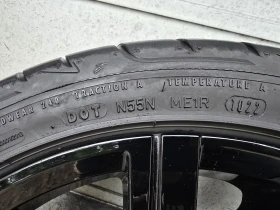 TRACTION A / TEMPERATURE A
DOT N55N ME1R 1022